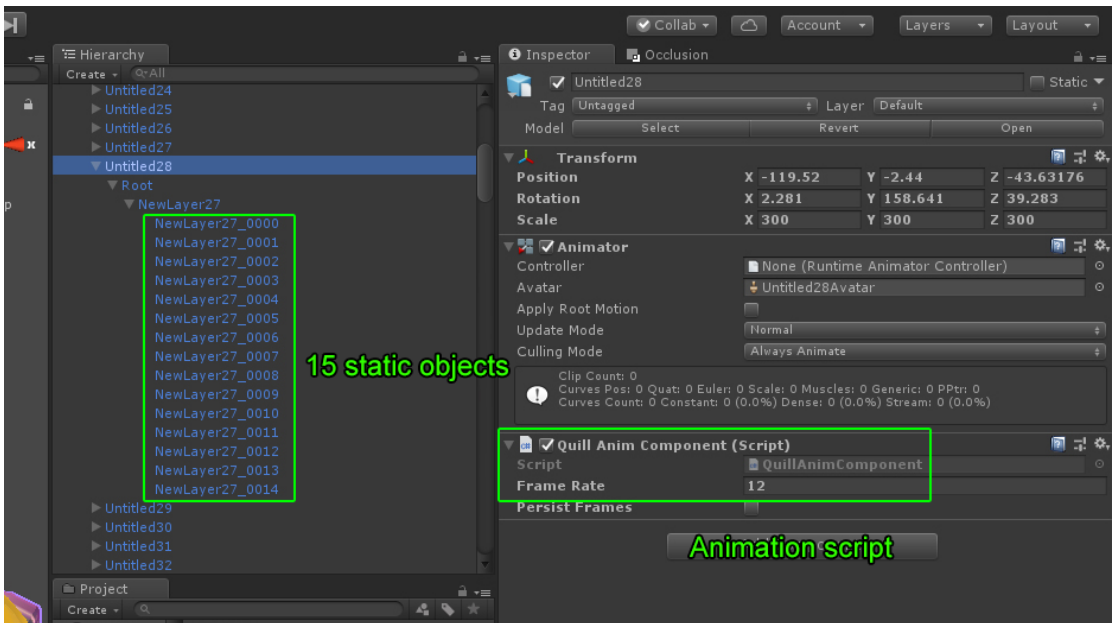 Collab Account Layers Layout
Hierarchy
Create All
Untitled24
Untitled25
Untitled26
Untitled27
Untitled28
Root
NewLayer27
NewLayer27_0000
NewLayer27_0001
NewLayer27_0002
NewLayer27_0003
NewLayer27_0004
NewLayer27_0005
NewLayer27_0006
NewLayer27_0007
NewLayer27_0008
NewLayer27_0009
NewLayer27_0010
NewLayer27_0011
NewLayer27_0012
NewLayer27_0013
NewLayer27_0014
Untitled29
Untitled30
Untitled31
Untitled32
15 static objects
Project
Create
x
p
Inspector Occlusion
Untitled28 Static
Tag Untagged Layer Default
Model Select Revert Open
Transform
Position X -119.52 Y -2.44 Z -43.63176
Rotation X 2.281 Y 158.641 Z 39.283
Scale X 300 Y 300 Z 300
Animator
Controller None (Runtime Animator Controller)
Avatar Untitled28Avatar
Apply Root Motion
Update Mode Normal
Culling Mode Always Animate
Clip Count: 0
Curves Pos: 0 Quat: 0 Euler: 0 Scale: 0 Muscles: 0 Generic: 0 PPtr: 0
Curves Count: 0 Constant: 0 (0.0%) Dense: 0 (0.0%) Stream: 0 (0.0%)
Quill Anim Component (Script)
Script QuillAnimComponent
Frame Rate 12
Persist Frames
Animation script